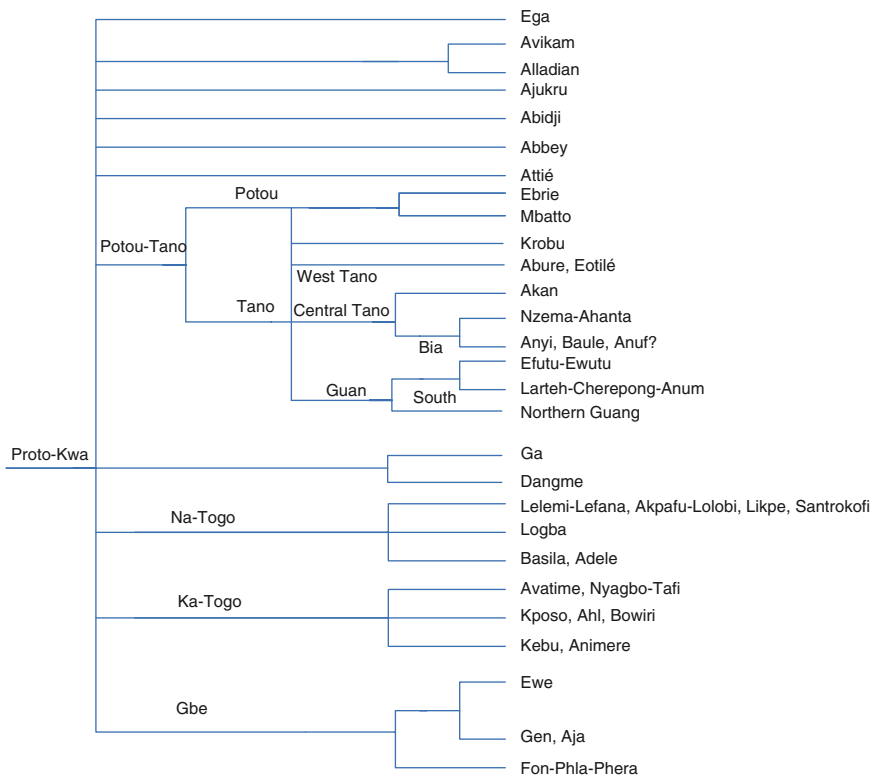 Ega
Avikam
Alladian
Ajukru
Abidji
Abbey
Attié
Potou
Ebrie
Mbatto
Potou-Tano
Krobu
Abure, Eotilé
West Tano
Akan
Tano
Central Tano
Nzema-Ahanta
Bia
Anyi, Baule, Anuf?
Efutu-Ewutu
Guan
South
Larteh-Cherepong-Anum
Northern Guang
Proto-Kwa
Ga
Dangme
Na-Togo
Lelemi-Lefana, Akpafu-Lolobi, Likpe, Santrokofi
Logba
Basila, Adele
Ka-Togo
Avatime, Nyagbo-Tafi
Kposo, Ahl, Bowiri
Kebu, Animere
Gbe
Ewe
Gen, Aja
Fon-Phla-Phera